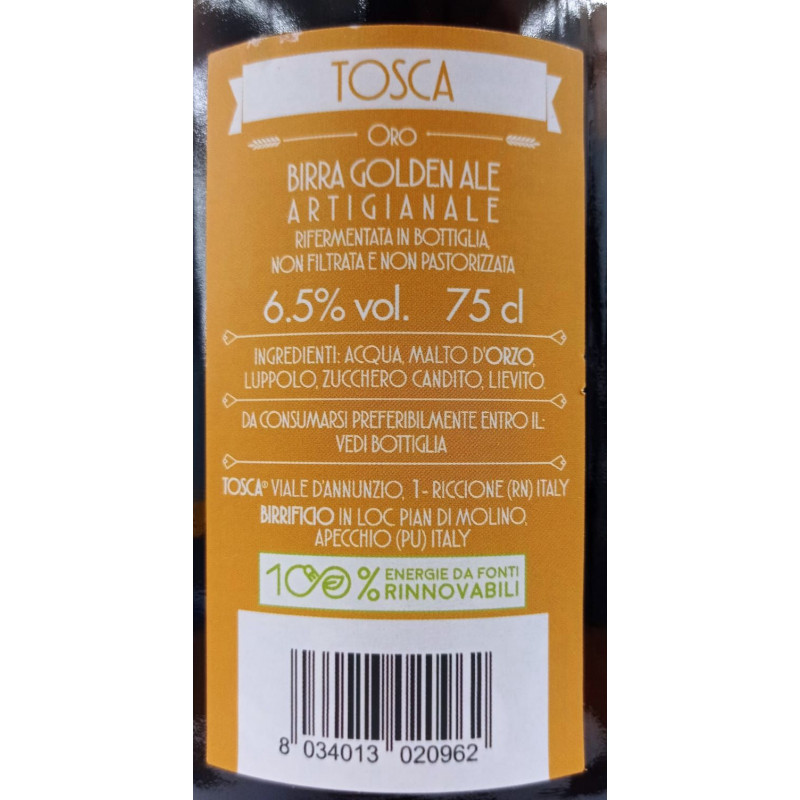 TOSCA
ORO
BIRRA GOLDEN ALE
ARTIGIANALE
RIFERMENTATA IN BOTTIGLIA,
NON FILTRATA E NON PASTORIZZATA
6.5% vol. 75 cl
INGREDIENTI: ACQUA, MALTO D'ORZO,
LUPPOLO, ZUCCHERO CANDITO, LIEVITO.
DA CONSUMARSI PREFERIBILMENTE ENTRO IL:
VEDI BOTTIGLIA
TOSCA® VIALE D'ANNUNZIO, 1 - RICCIONE (RN) ITALY
BIRRIFICIO IN LOC PIAN DI MOLINO,
APECCHIO (PU) ITALY
100% ENERGIE DA FONTI
RINNOVABILI
8 034013 020962